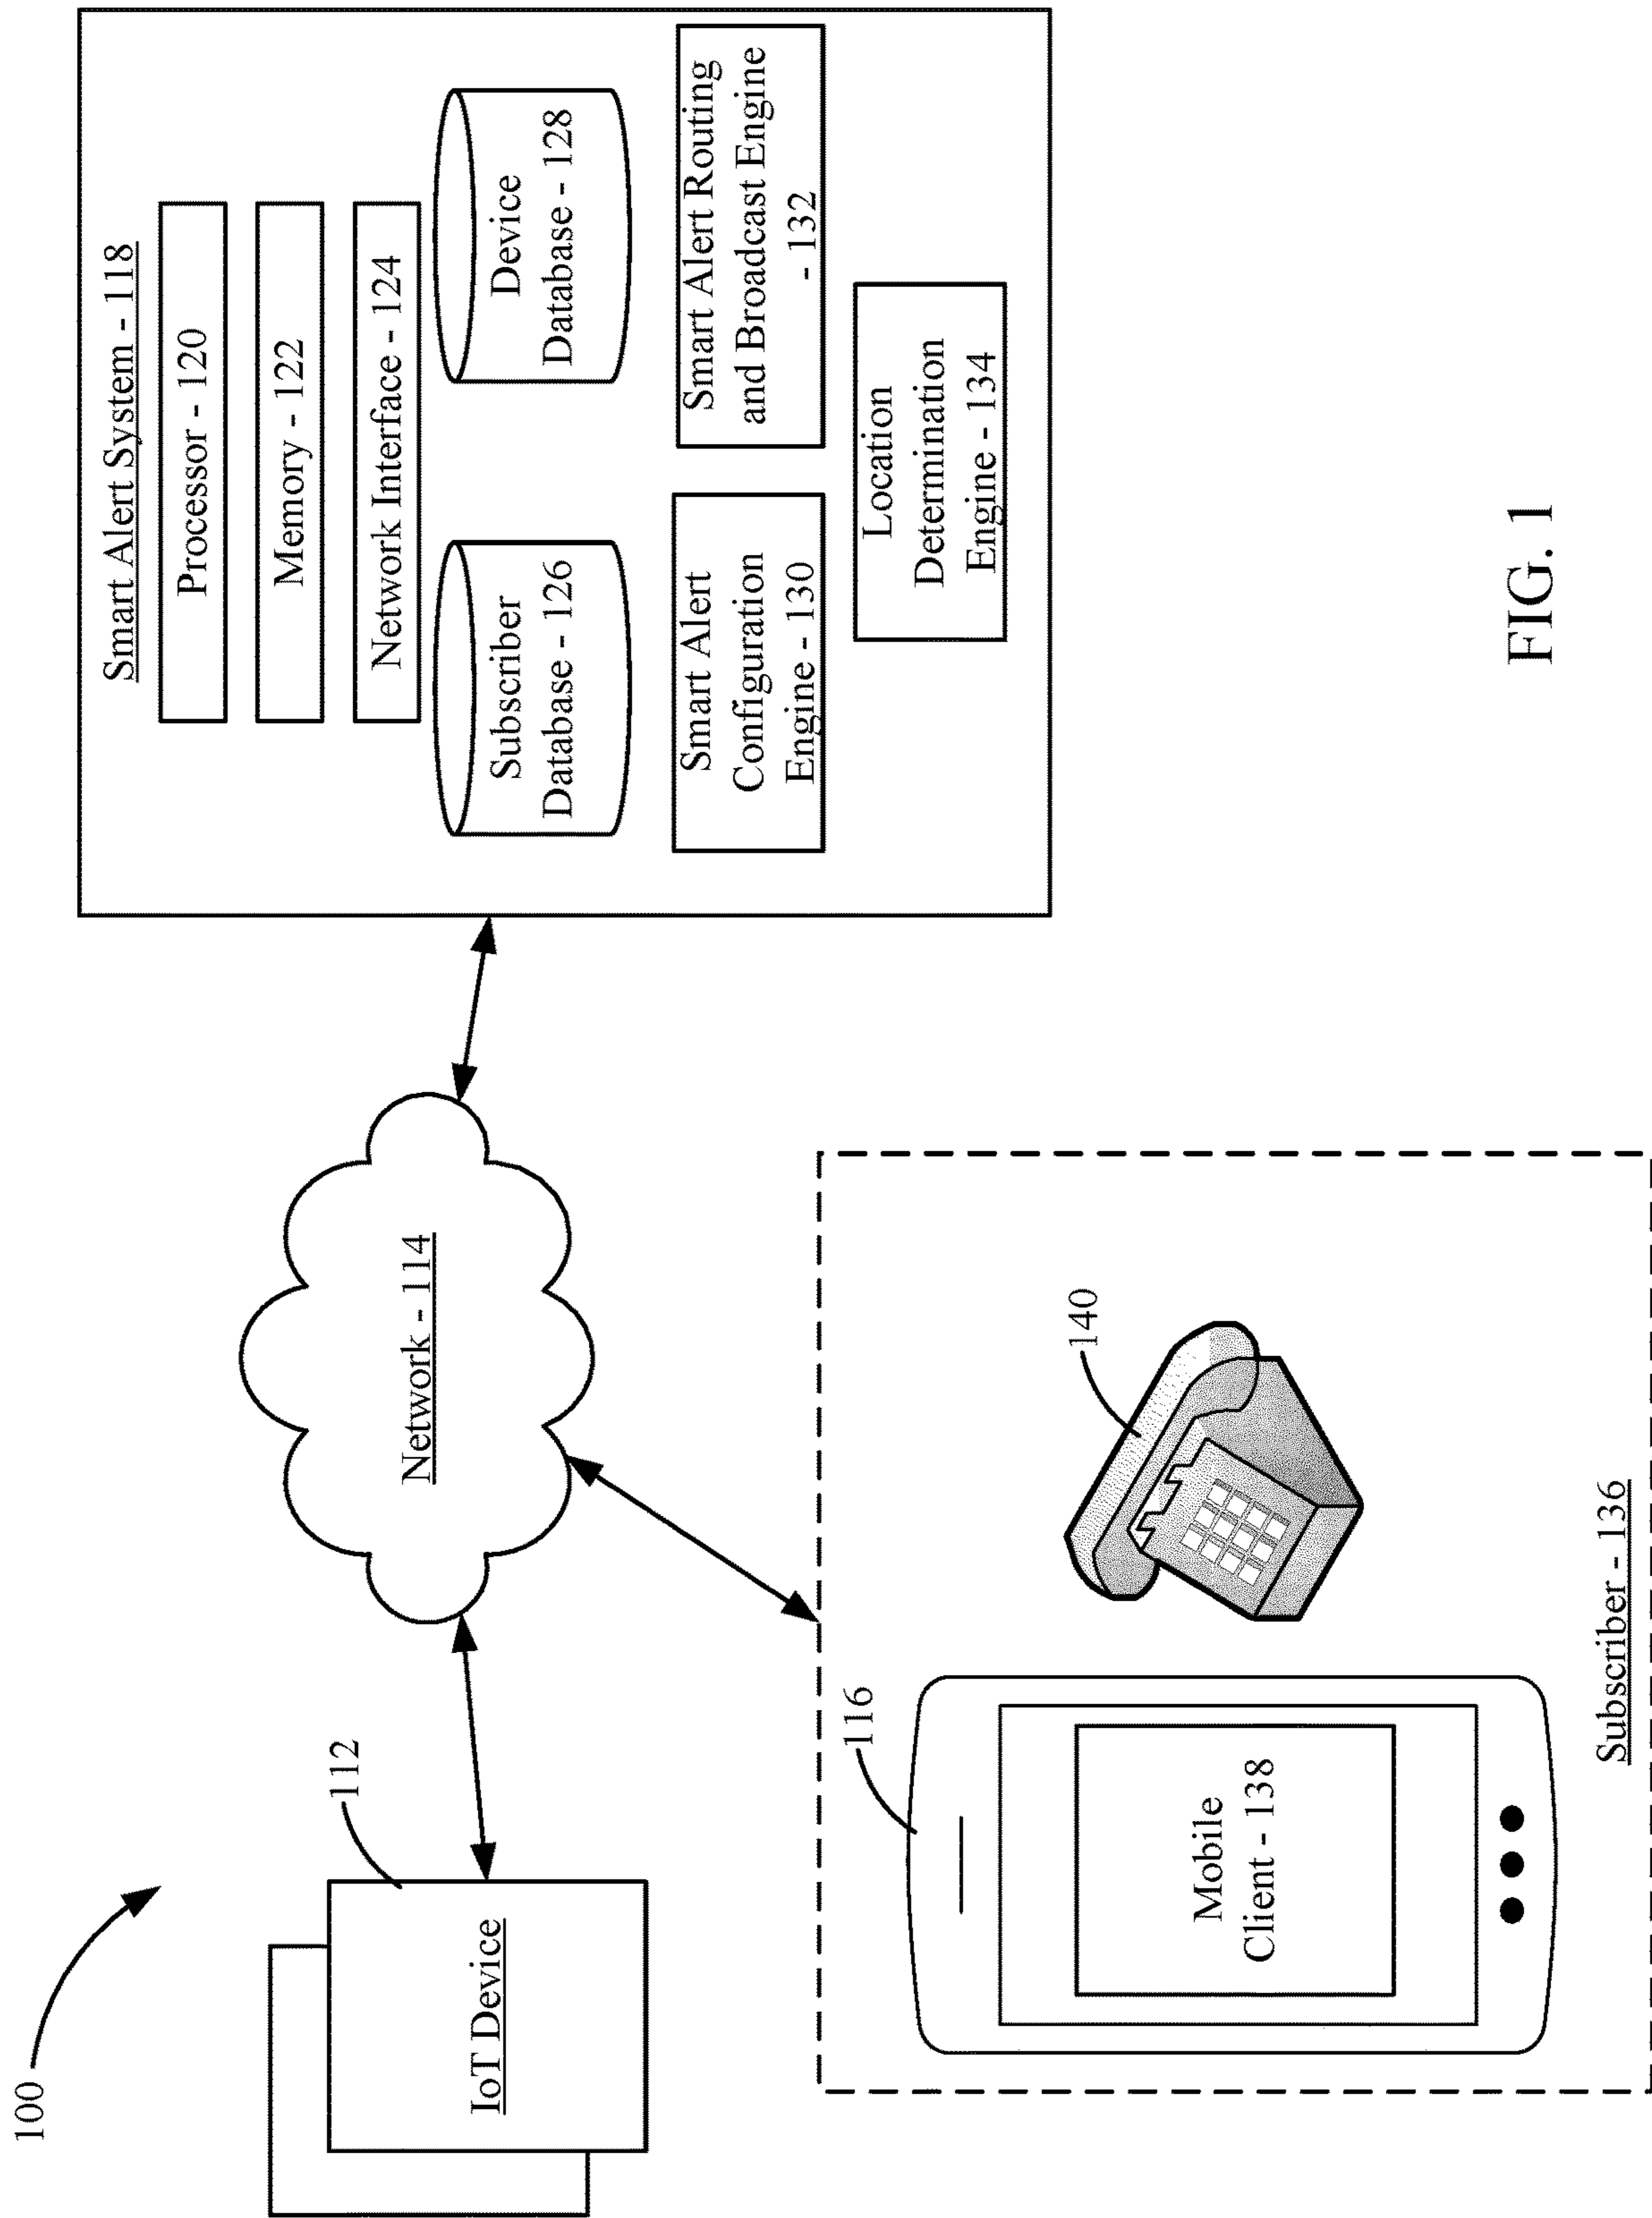 100
112
IoT Device
Network - 114
Smart Alert System - 118
Processor - 120
Memory - 122
Network Interface - 124
Subscriber
Database - 126
Device
Database - 128
Smart Alert
Configuration
Engine - 130
Smart Alert Routing
and Broadcast Engine
- 132
Location
Determination
Engine - 134
116
Mobile
Client - 138
140
Subscriber - 136
FIG. 1